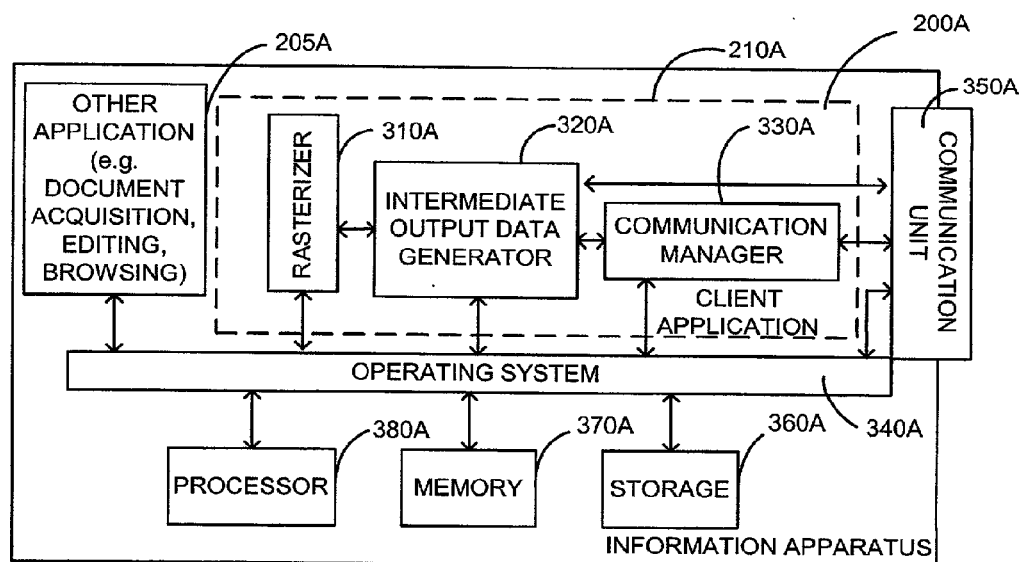 205A
210A
200A
350A
OTHER
APPLICATION
(e.g.
DOCUMENT
ACQUISITION,
EDITING,
BROWSING)
310A
320A
330A
RASTERIZER
INTERMEDIATE
OUTPUT DATA
GENERATOR
COMMUNICATION
MANAGER
COMMUNICATION
UNIT
CLIENT
APPLICATION
OPERATING SYSTEM
380A
370A
360A
340A
PROCESSOR
MEMORY
STORAGE
INFORMATION APPARATUS